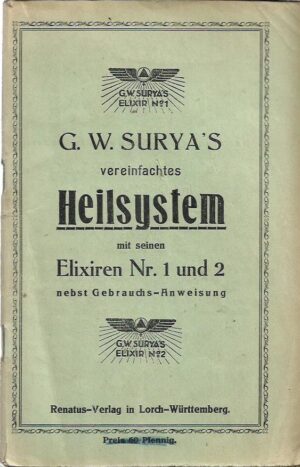 G.W. SURYA'S
ELIXIR Nº1
G. W. SURYA'S
vereinfachtes
Heilsystem
mit seinen
Elixiren Nr. 1 und 2
nebst Gebrauchs-Anweisung
G.W. SURYA'S
ELIXIR Nº2
Renatus-Verlag in Lorch-Württemberg.
Preis 60 Pfennig.